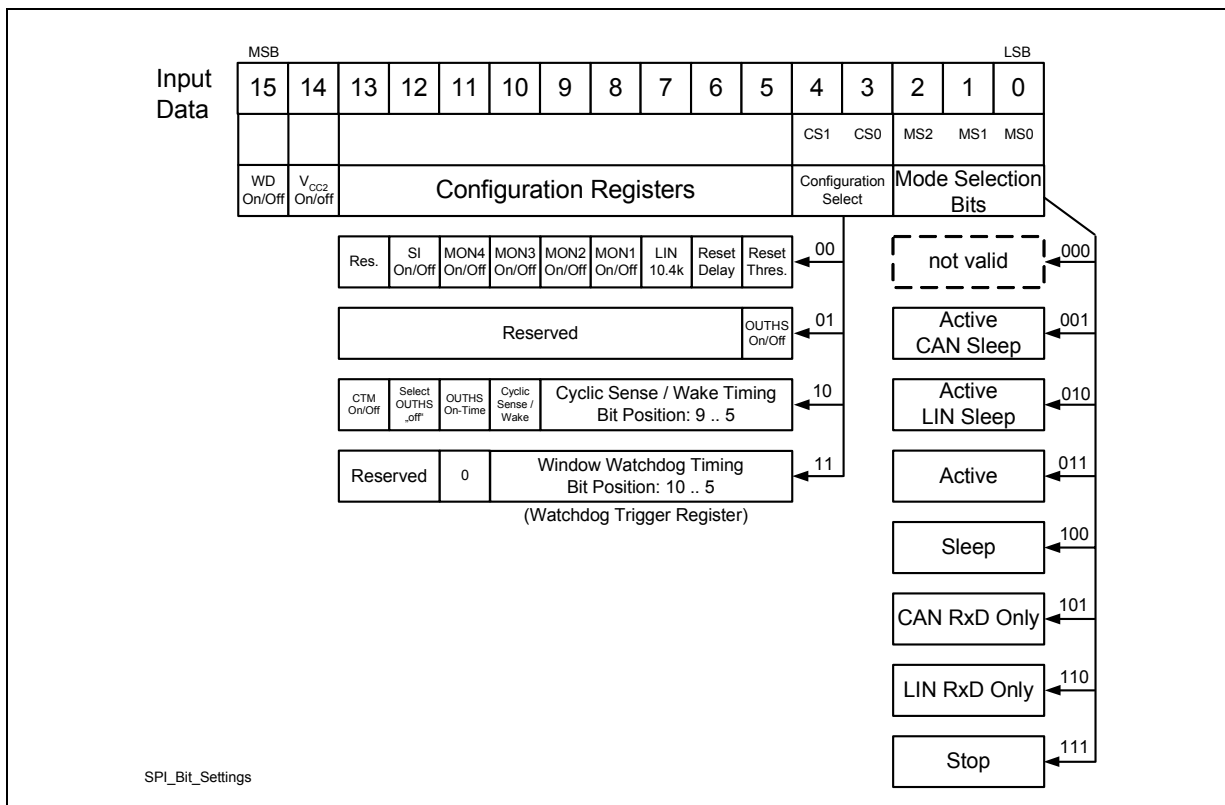 MSB LSB
Input Data 15 14 13 12 11 10 9 8 7 6 5 4 3 2 1 0
CS1 CS0 MS2 MS1 MS0
WD On/Off
VCC2 On/off
Configuration Registers
Configuration Select
Mode Selection Bits
Res.
SI On/Off
MON4 On/Off
MON3 On/Off
MON2 On/Off
MON1 On/Off
LIN 10.4k
Reset Delay
Reset Thres.
00
not valid
000
Reserved
OUTHS On/Off
01
Active CAN Sleep
001
CTM On/Off
Select OUTHS „off“
OUTHS On-Time
Cyclic Sense / Wake
Cyclic Sense / Wake Timing
Bit Position: 9 .. 5
10
Active LIN Sleep
010
Reserved
0
Window Watchdog Timing
Bit Position: 10 .. 5
11
(Watchdog Trigger Register)
Active
011
Sleep
100
CAN RxD Only
101
LIN RxD Only
110
Stop
111
SPI_Bit_Settings